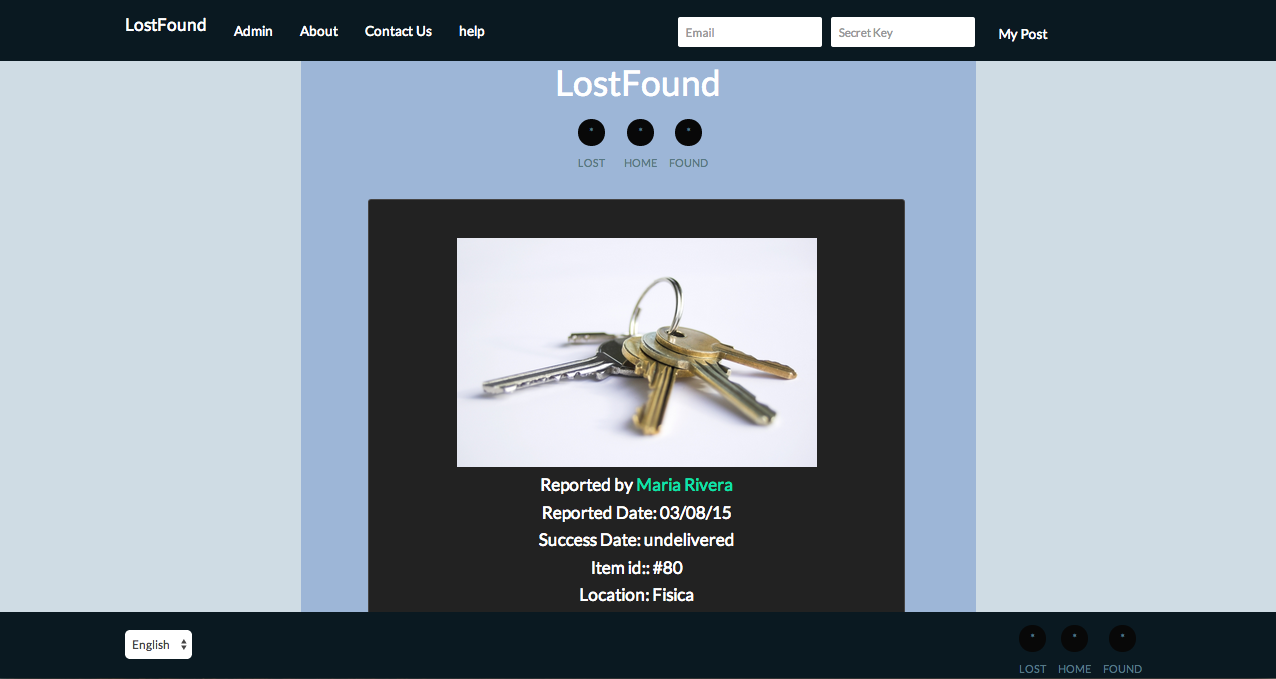 LostFound Admin About Contact Us help Email Secret Key My Post
LostFound
LOST HOME FOUND
Reported by Maria Rivera
Reported Date: 03/08/15
Success Date: undelivered
Item id:: #80
Location: Fisica
English
LOST HOME FOUND